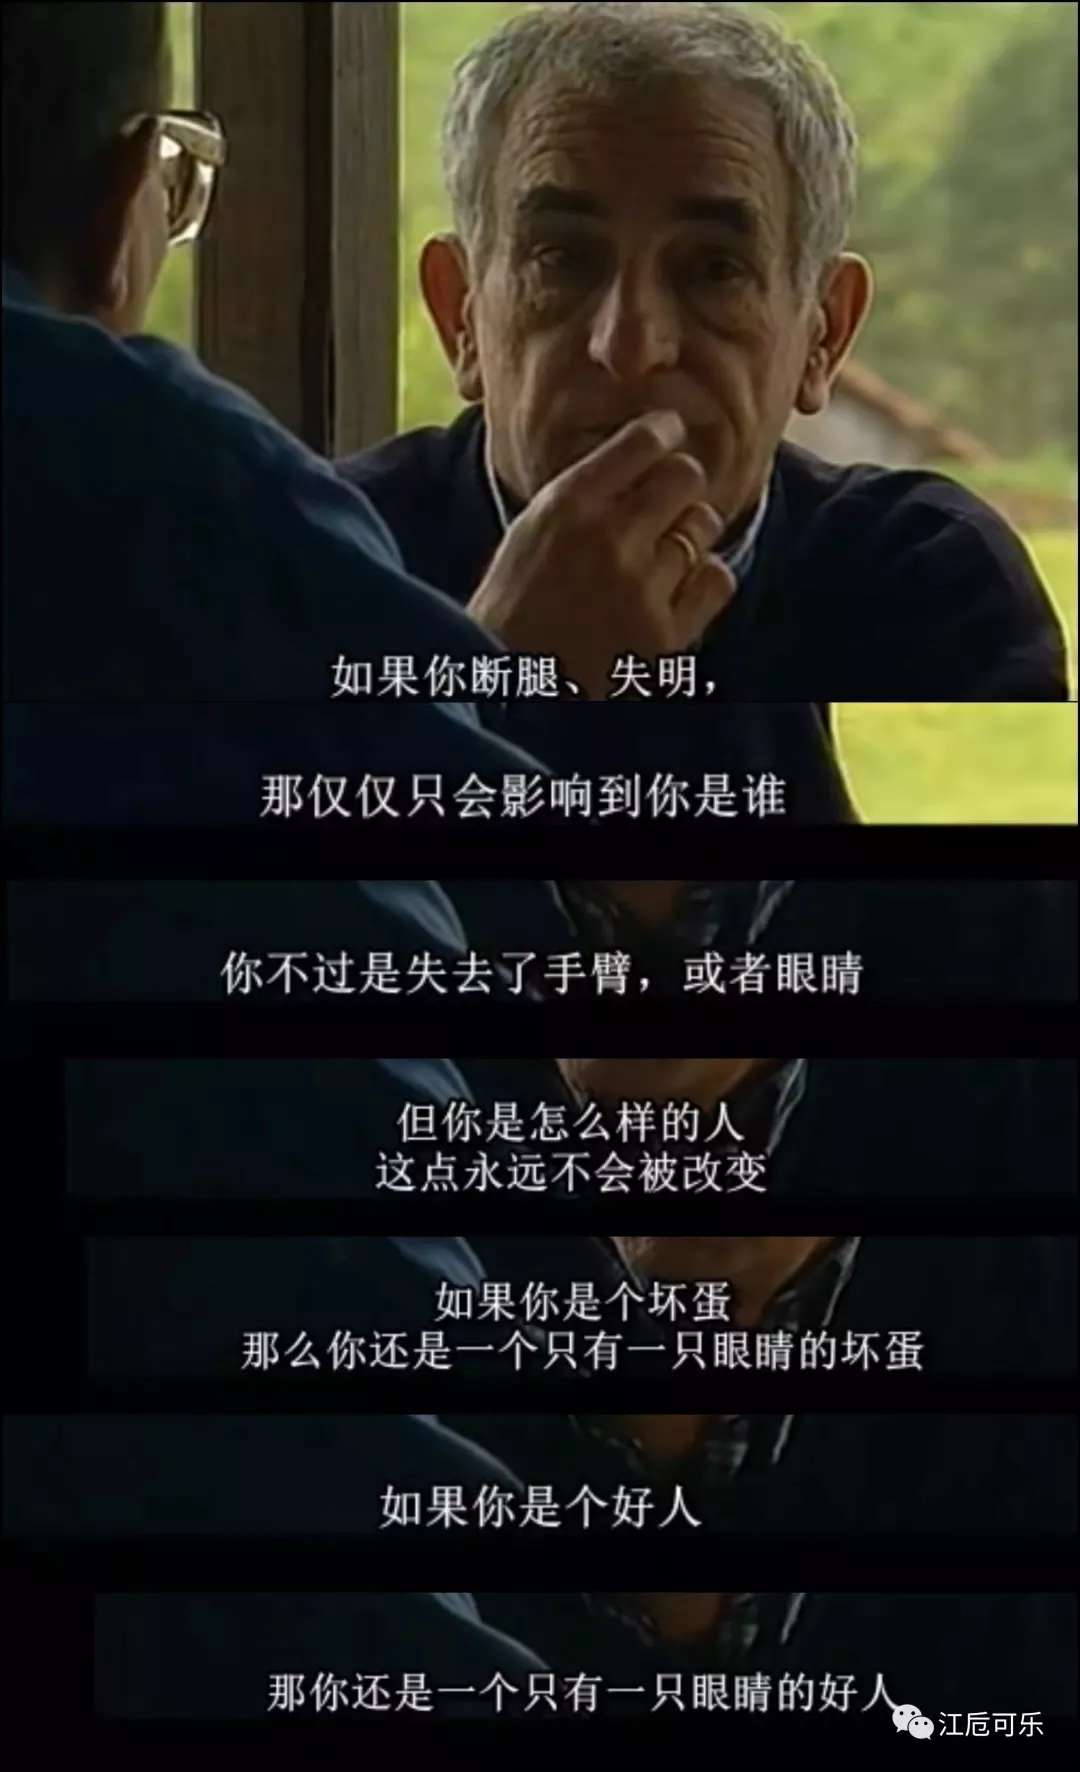 如果你断腿、失明，
那仅仅只会影响到你是谁
你不过是失去了手臂，或者眼睛
但你是怎么样的人
这点永远不会被改变
如果你是个坏蛋
那么你还是一个只有一只眼睛的坏蛋
如果你是个好人
那你还是一个只有一只眼睛的好人
江卮可乐